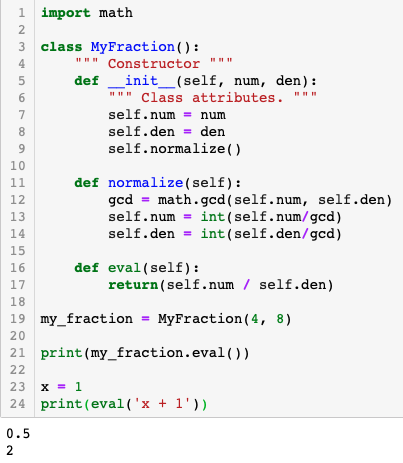 1 import math
2
3 class MyFraction():
4     """ Constructor """
5     def __init__(self, num, den):
6         """ Class attributes. """
7         self.num = num
8         self.den = den
9         self.normalize()
10
11     def normalize(self):
12         gcd = math.gcd(self.num, self.den)
13         self.num = int(self.num/gcd)
14         self.den = int(self.den/gcd)
15
16     def eval(self):
17         return(self.num / self.den)
18
19 my_fraction = MyFraction(4, 8)
20
21 print(my_fraction.eval())
22
23 x = 1
24 print(eval('x + 1'))
0.5
2